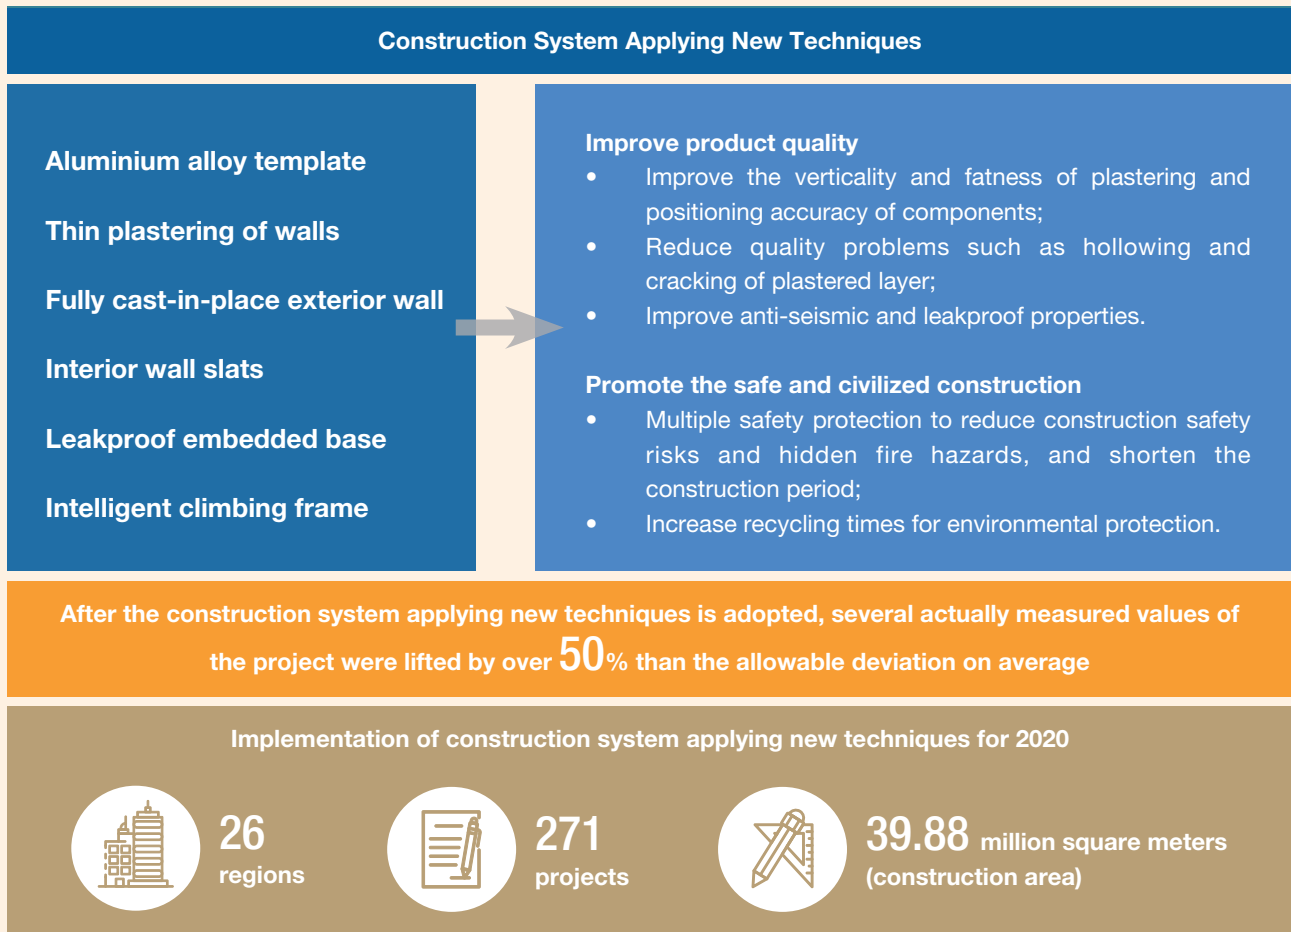 Construction System Applying New Techniques
Aluminium alloy template
Thin plastering of walls
Fully cast-in-place exterior wall
Interior wall slats
Leakproof embedded base
Intelligent climbing frame
Improve product quality
• Improve the verticality and fatness of plastering and
positioning accuracy of components;
• Reduce quality problems such as hollowing and
cracking of plastered layer;
• Improve anti-seismic and leakproof properties.
Promote the safe and civilized construction
• Multiple safety protection to reduce construction safety
risks and hidden fire hazards, and shorten the
construction period;
• Increase recycling times for environmental protection.
After the construction system applying new techniques is adopted, several actually measured values of
the project were lifted by over 50% than the allowable deviation on average
Implementation of construction system applying new techniques for 2020
26
regions
271
projects
39.88 million square meters
(construction area)